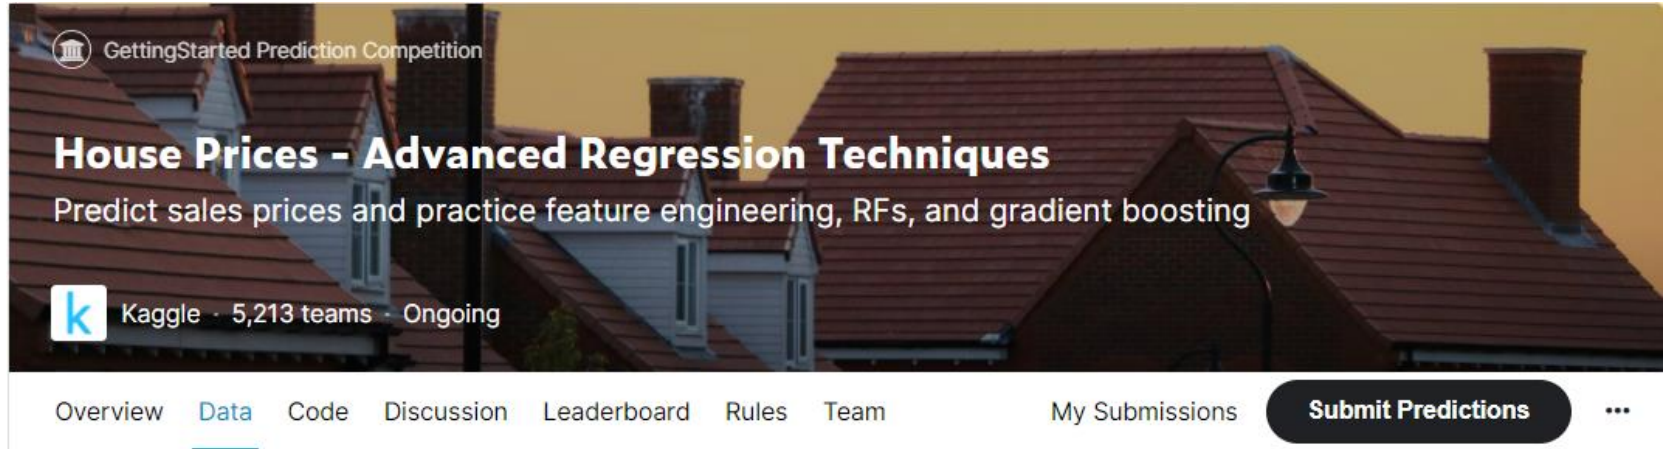 GettingStarted Prediction Competition
House Prices - Advanced Regression Techniques
Predict sales prices and practice feature engineering, RFs, and gradient boosting
k Kaggle · 5,213 teams · Ongoing
Overview Data Code Discussion Leaderboard Rules Team My Submissions Submit Predictions ...